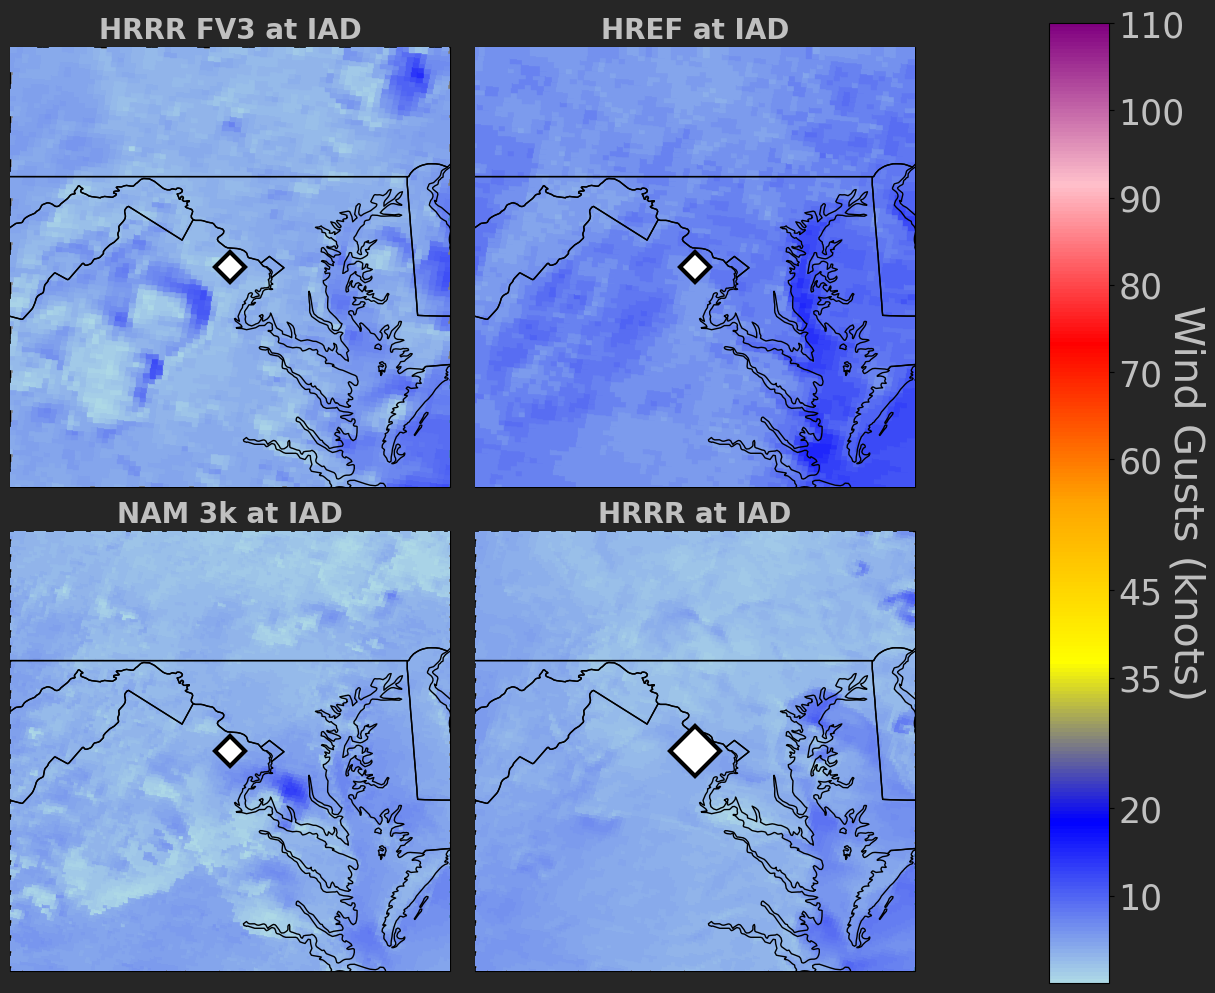 HRRR FV3 at IAD
HREF at IAD
NAM 3k at IAD
HRRR at IAD
110
100
90
80
70
60
45
35
20
10
Wind Gusts (knots)